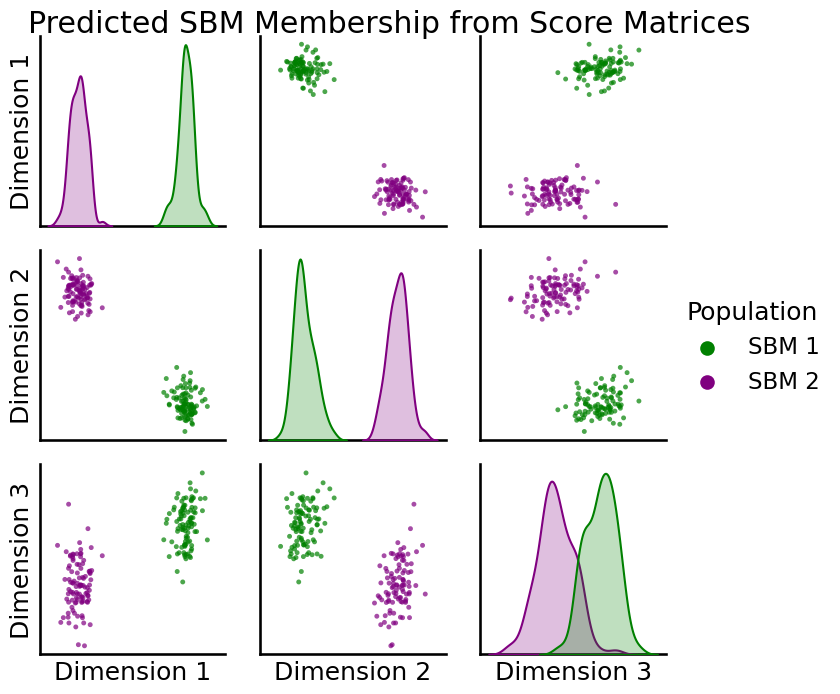 Predicted SBM Membership from Score Matrices
Dimension 1
Dimension 2
Population
SBM 1
SBM 2
Dimension 3
Dimension 1
Dimension 2
Dimension 3